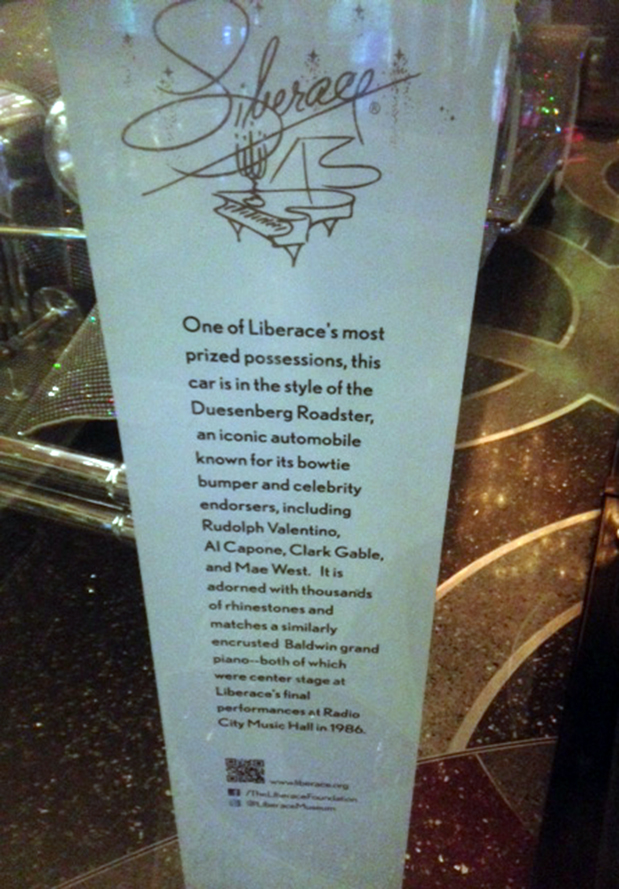 Liberace®
One of Liberace's most
prized possessions, this
car is in the style of the
Duesenberg Roadster,
an iconic automobile
known for its bowtie
bumper and celebrity
endorsers, including
Rudolph Valentino,
Al Capone, Clark Gable,
and Mae West. It is
adorned with thousands
of rhinestones and
matches a similarly
encrusted Baldwin grand
piano--both of which
were center stage at
Liberace's final
performances at Radio
City Music Hall in 1986.
www.liberace.org
f /TheLiberaceFoundation
@LiberaceMuseum